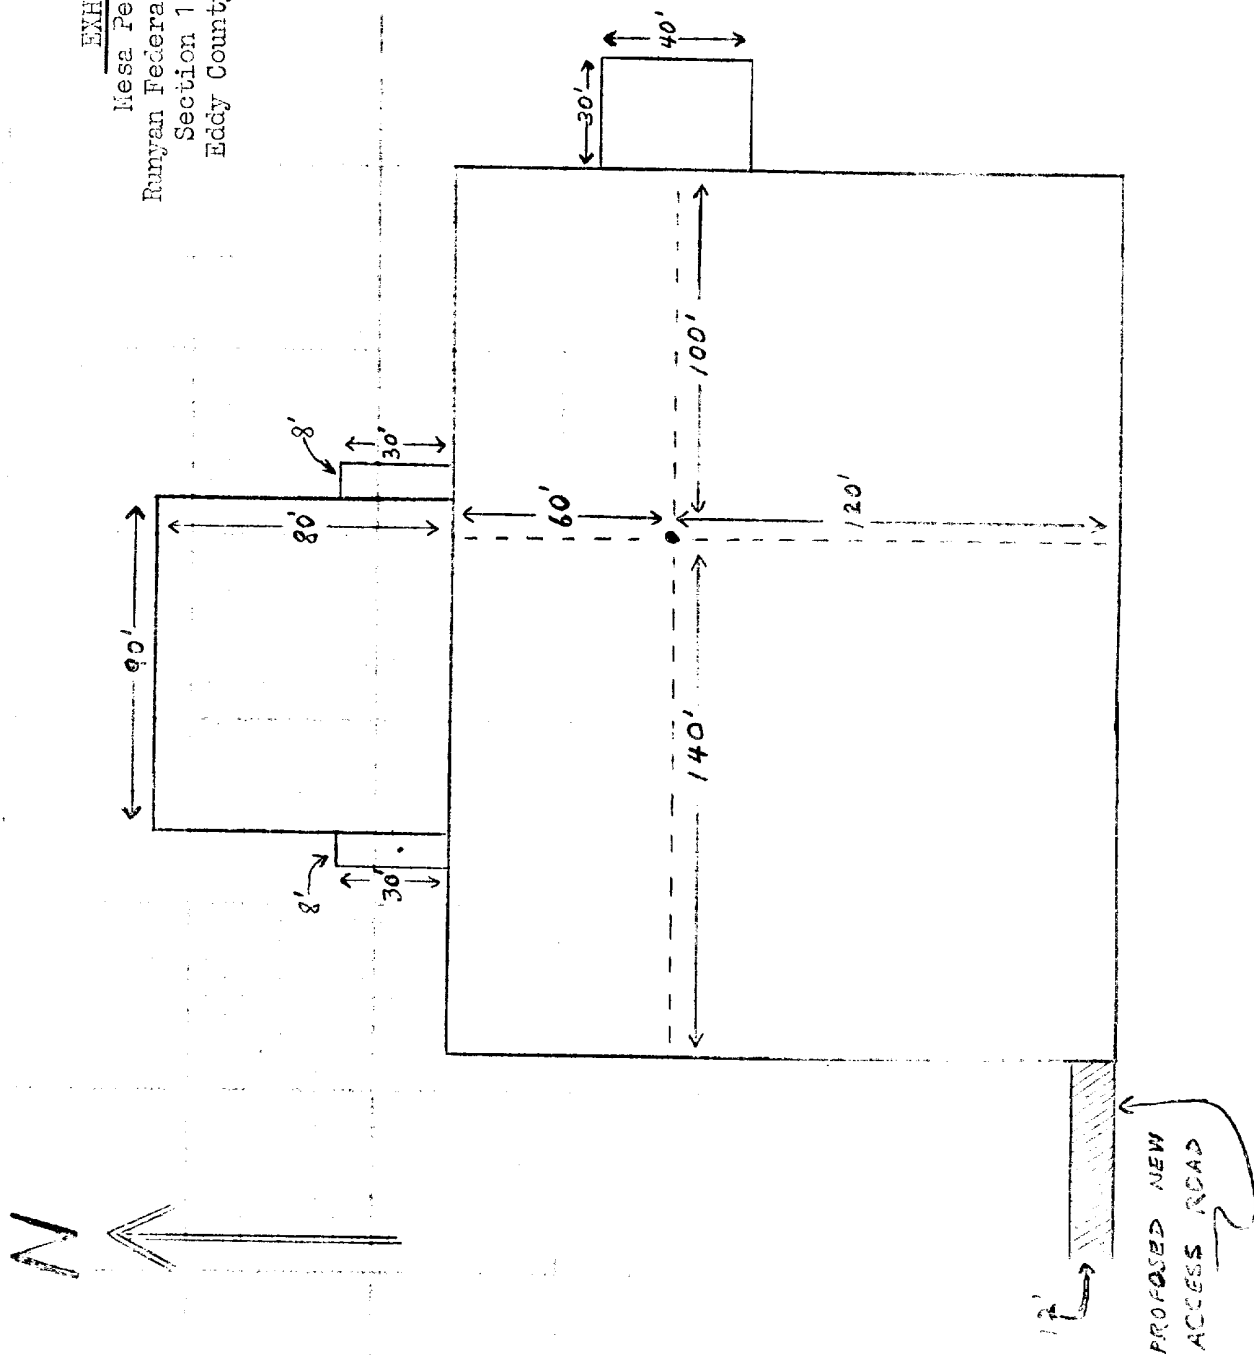 EXH
Mesa Pe
Runyan Federa
Section 1
Eddy County,
N
90'
80'
8'
30'
8'
30'
30'
40'
60'
100'
140'
120'
12'
PROPOSED NEW
ACCESS ROAD